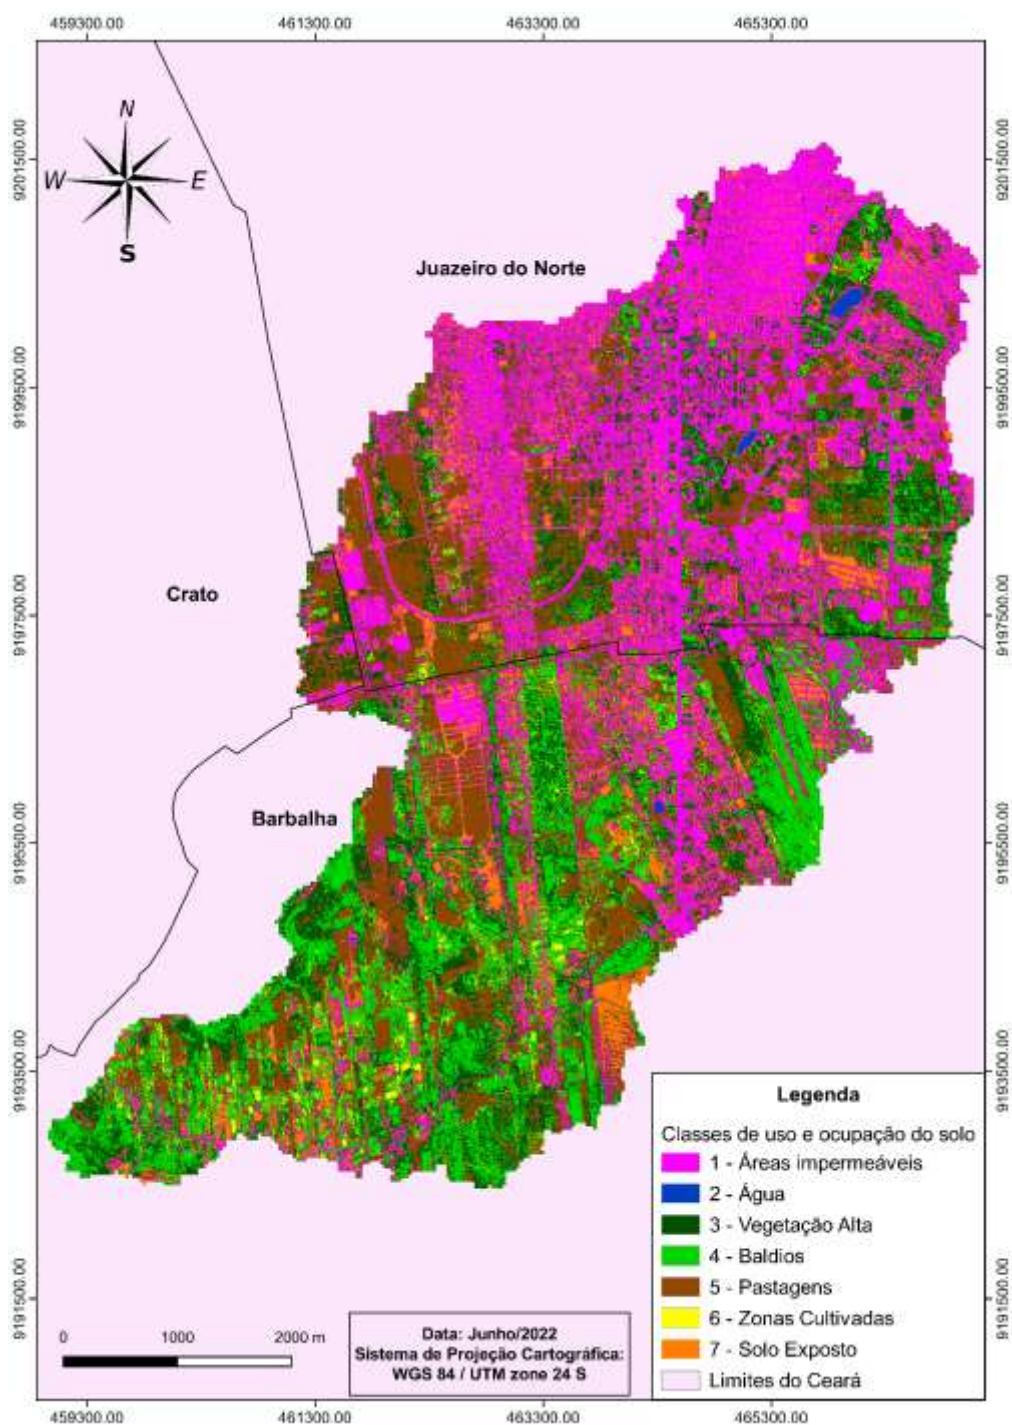 459300.00 461300.00 463300.00 465300.00
9201500.00
9199500.00
9197500.00
9195500.00
9193500.00
9191500.00
N
W E
S
Juazeiro do Norte
Crato
Barbalha
Legenda
Classes de uso e ocupação do solo
1 - Áreas impermeáveis
2 - Água
3 - Vegetação Alta
4 - Baldios
5 - Pastagens
6 - Zonas Cultivadas
7 - Solo Exposto
Limites do Ceará
0 1000 2000 m
Data: Junho/2022
Sistema de Projeção Cartográfica:
WGS 84 / UTM zone 24 S
9201500.00
9199500.00
9197500.00
9195500.00
9193500.00
9191500.00
459300.00 461300.00 463300.00 465300.00